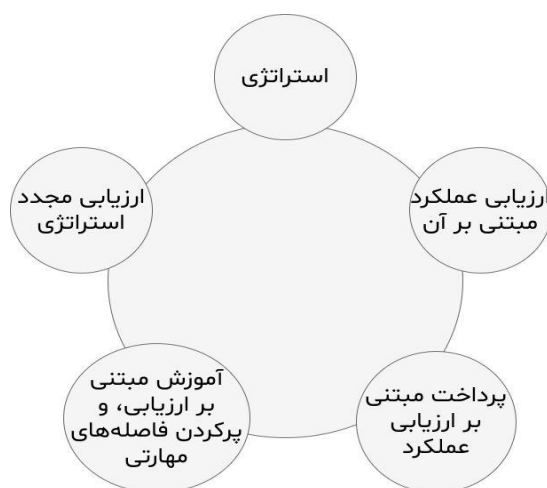 استراتژی
ارزیابی عملکرد
مبتنی بر آن
پرداخت مبتنی
بر ارزیابی
عملکرد
آموزش مبتنی
بر ارزیابی، و
پرکردن فاصله‌های
مهارتی
ارزیابی مجدد
استراتژی